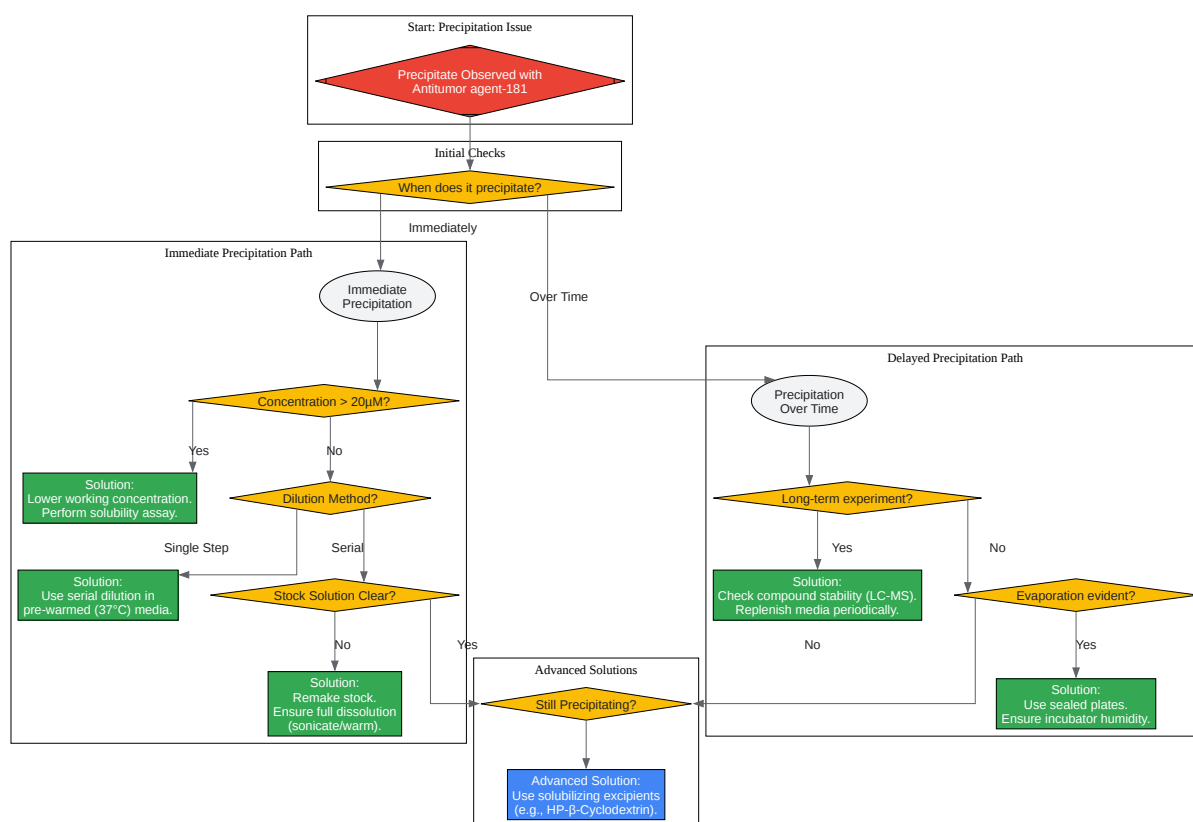 Start: Precipitation Issue
Precipitate Observed with
Antitumor agent-181
Initial Checks
When does it precipitate?
Immediately
Over Time
Immediate Precipitation Path
Immediate
Precipitation
Concentration > 20µM?
Yes
No
Solution:
Lower working concentration.
Perform solubility assay.
Dilution Method?
Single Step
Serial
Solution:
Use serial dilution in
pre-warmed (37°C) media.
Stock Solution Clear?
No
Yes
Solution:
Remake stock.
Ensure full dissolution
(sonicate/warm).
Delayed Precipitation Path
Precipitation
Over Time
Long-term experiment?
Yes
No
Solution:
Check compound stability (LC-MS).
Replenish media periodically.
Evaporation evident?
No
Yes
Solution:
Use sealed plates.
Ensure incubator humidity.
Advanced Solutions
Still Precipitating?
Advanced Solution:
Use solubilizing excipients
(e.g., HP-β-Cyclodextrin).